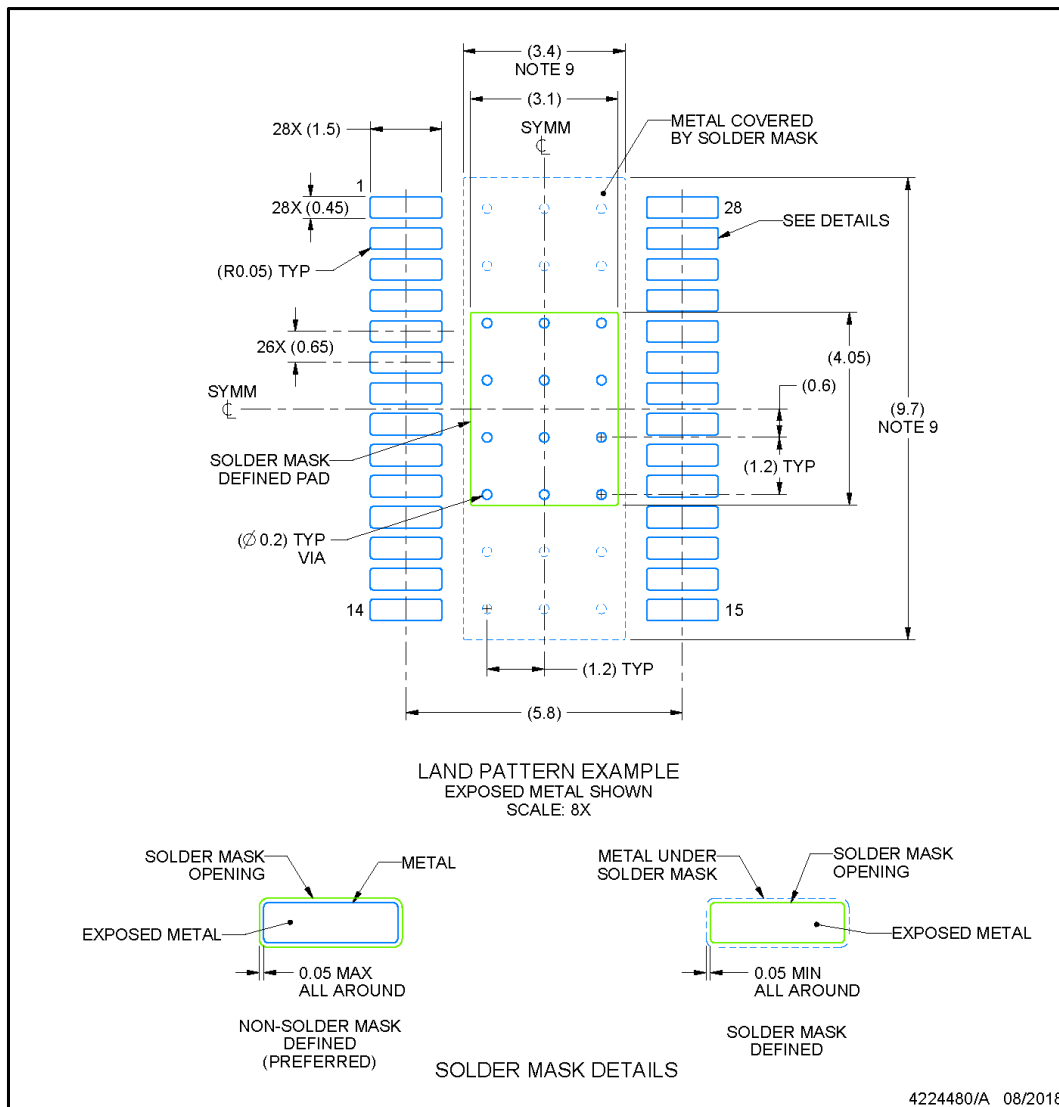 (3.4)
NOTE 9
(3.1)
SYMM
℄
METAL COVERED
BY SOLDER MASK
28X (1.5)
1
28X (0.45)
28
SEE DETAILS
(R0.05) TYP
26X (0.65)
(4.05)
(0.6)
SYMM
℄
(9.7)
NOTE 9
SOLDER MASK
DEFINED PAD
(1.2) TYP
(∅ 0.2) TYP
VIA
14
15
(1.2) TYP
(5.8)
LAND PATTERN EXAMPLE
EXPOSED METAL SHOWN
SCALE: 8X
SOLDER MASK
OPENING
METAL
EXPOSED METAL
0.05 MAX
ALL AROUND
NON-SOLDER MASK
DEFINED
(PREFERRED)
METAL UNDER
SOLDER MASK
SOLDER MASK
OPENING
EXPOSED METAL
0.05 MIN
ALL AROUND
SOLDER MASK
DEFINED
SOLDER MASK DETAILS
4224480/A 08/2018